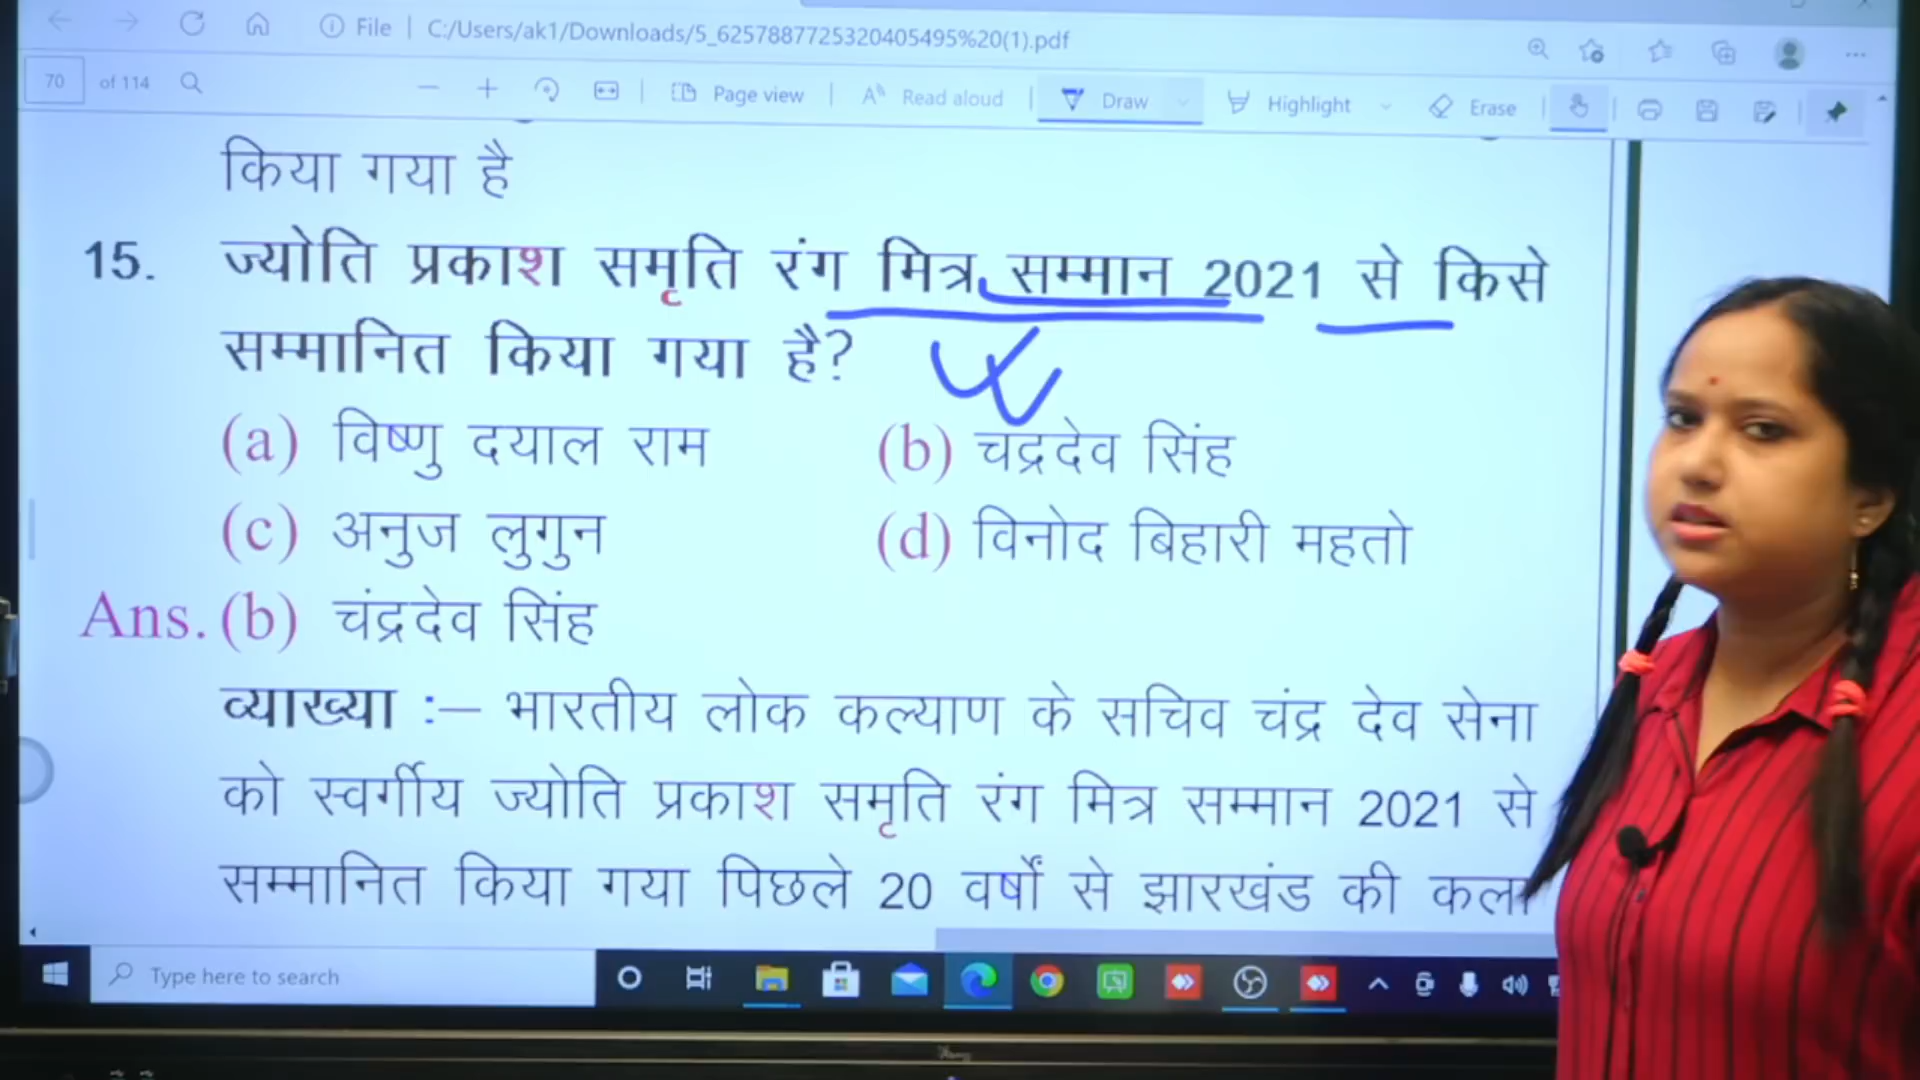 File | C:/Users/ak1/Downloads/5_6257887725320405495%20(1).pdf
70 of 114 Page view Read aloud Draw Highlight Erase
किया गया है
15. ज्योति प्रकाश समृति रंग मित्र सम्मान 2021 से किसे
सम्मानित किया गया है?
(a) विष्णु दयाल राम (b) चद्रदेव सिंह
(c) अनुज लुगुन (d) विनोद बिहारी महतो
Ans. (b) चंद्रदेव सिंह
व्याख्या :— भारतीय लोक कल्याण के सचिव चंद्र देव सेना
को स्वर्गीय ज्योति प्रकाश समृति रंग मित्र सम्मान 2021 से
सम्मानित किया गया पिछले 20 वर्षों से झारखंड की कला
Type here to search